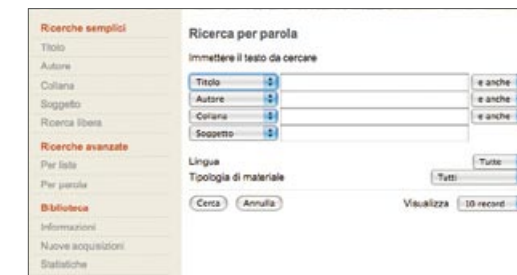 Ricerche semplici
Titolo
Autore
Collana
Soggetto
Ricerca libera
Ricerche avanzate
Per lista
Per parola
Biblioteca
Informazioni
Nuove acquisizioni
Statistiche
Ricerca per parola
Immettere il testo da cercare
Titolo e anche
Autore e anche
Collana e anche
Soggetto
Lingua Tutte
Tipologia di materiale Tutti
Cerca Annulla Visualizza 10 record